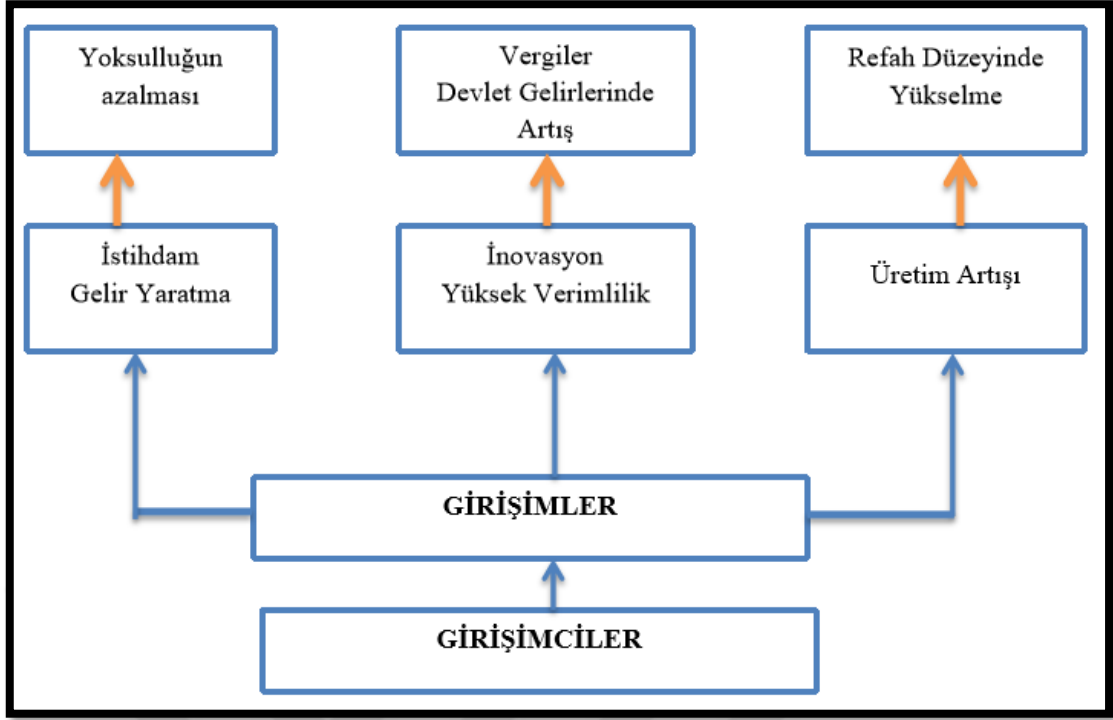 Yoksulluğun
azalması
Vergiler
Devlet Gelirlerinde
Artış
Refah Düzeyinde
Yükselme
İstihdam
Gelir Yaratma
İnovasyon
Yüksek Verimlilik
Üretim Artışı
GİRİŞİMLER
GİRİŞİMCİLER